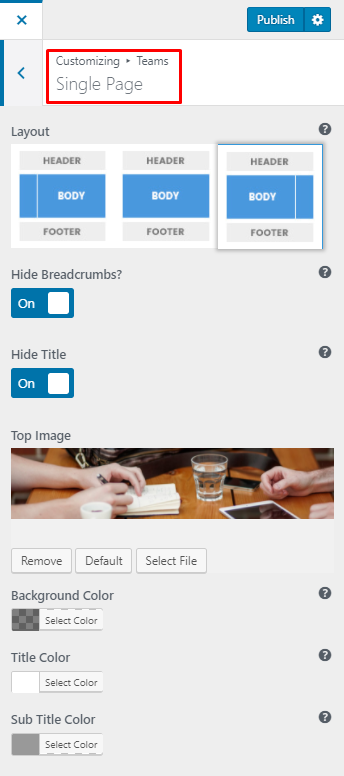 Publish
Customizing ▸ Teams
Single Page
Layout
HEADER HEADER HEADER
BODY BODY BODY
FOOTER FOOTER FOOTER
Hide Breadcrumbs?
On
Hide Title
On
Top Image
Remove Default Select File
Background Color
Select Color
Title Color
Select Color
Sub Title Color
Select Color